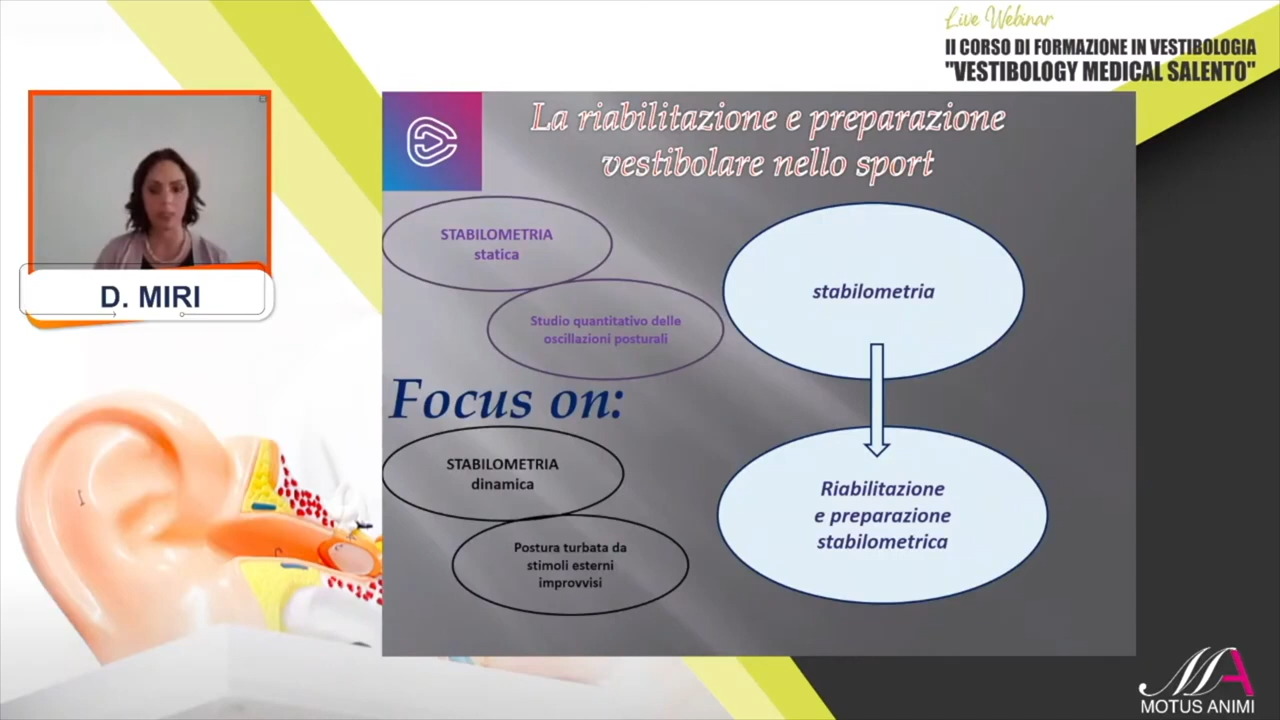 Live Webinar
II CORSO DI FORMAZIONE IN VESTIBOLOGIA
"VESTIBOLOGY MEDICAL SALENTO"
D. MIRI
La riabilitazione e preparazione
vestibolare nello sport
STABILOMETRIA
statica
Studio quantitativo delle
oscillazioni posturali
Focus on:
STABILOMETRIA
dinamica
Postura turbata da
stimoli esterni
improvvisi
stabilometria
Riabilitazione
e preparazione
stabilometrica
MA
MOTUS ANIMI